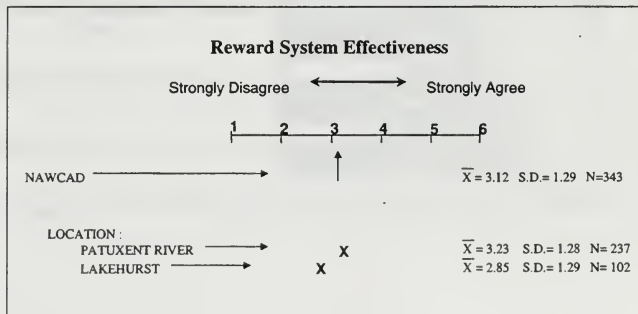 Reward System Effectiveness
Strongly Disagree Strongly Agree
1 2 3 4 5 6
NAWCAD X̄ = 3.12 S.D.= 1.29 N=343
LOCATION :
PATUXENT RIVER X X̄ = 3.23 S.D.= 1.28 N= 237
LAKEHURST X X̄ = 2.85 S.D.= 1.29 N= 102